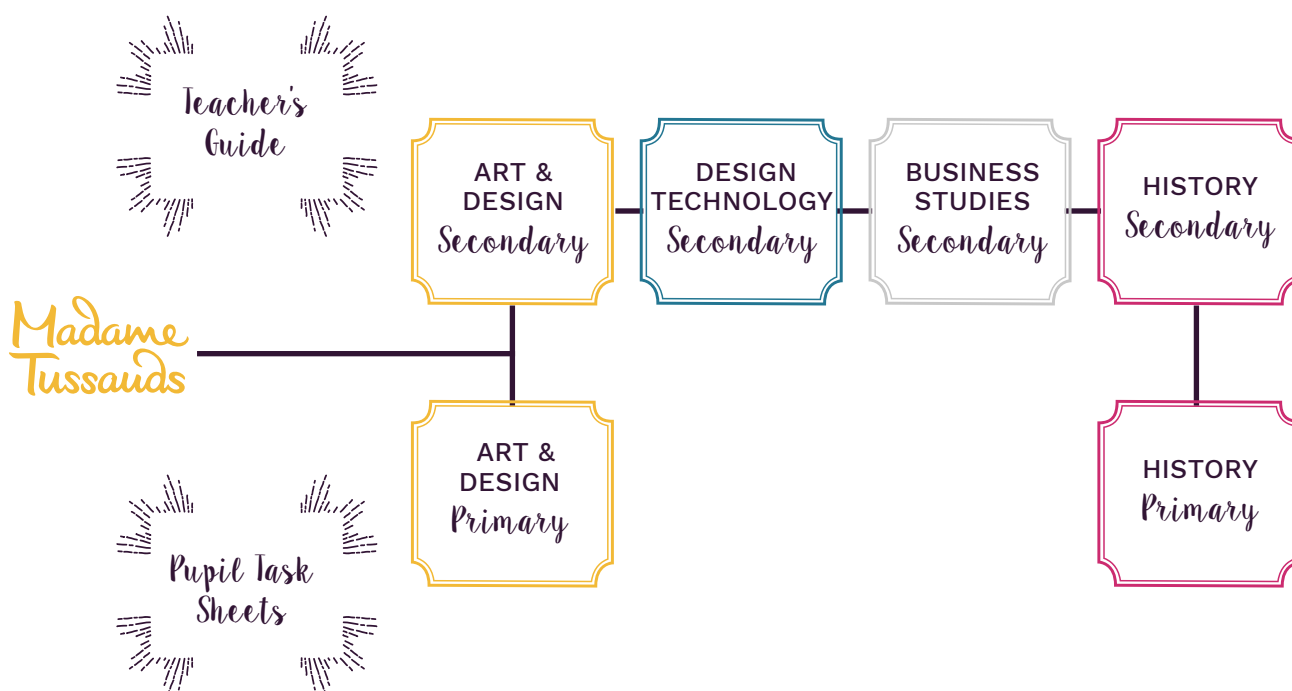 Teacher's
Guide
ART &
DESIGN
Secondary
DESIGN
TECHNOLOGY
Secondary
BUSINESS
STUDIES
Secondary
HISTORY
Secondary
Madame
Tussauds
ART &
DESIGN
Primary
HISTORY
Primary
Pupil Task
Sheets